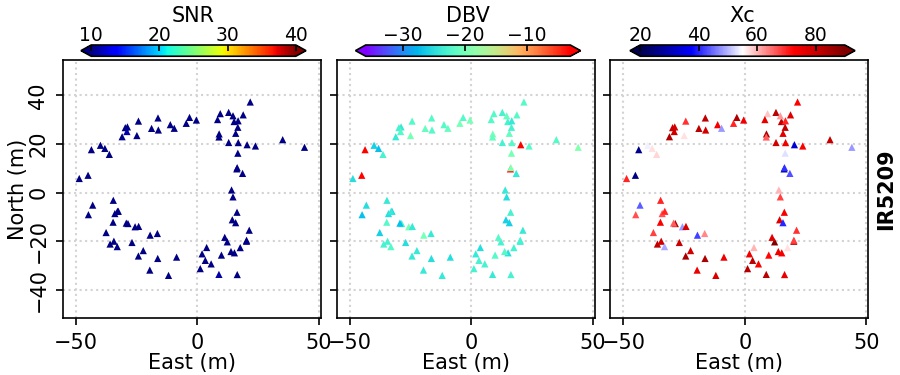 SNR DBV Xc
10 20 30 40 −30 −20 −10 20 40 60 80
40
20
0
−20
−40
North (m)
−50 0 50 −50 0 50 −50 0 50
East (m) East (m) East (m)
IR5209